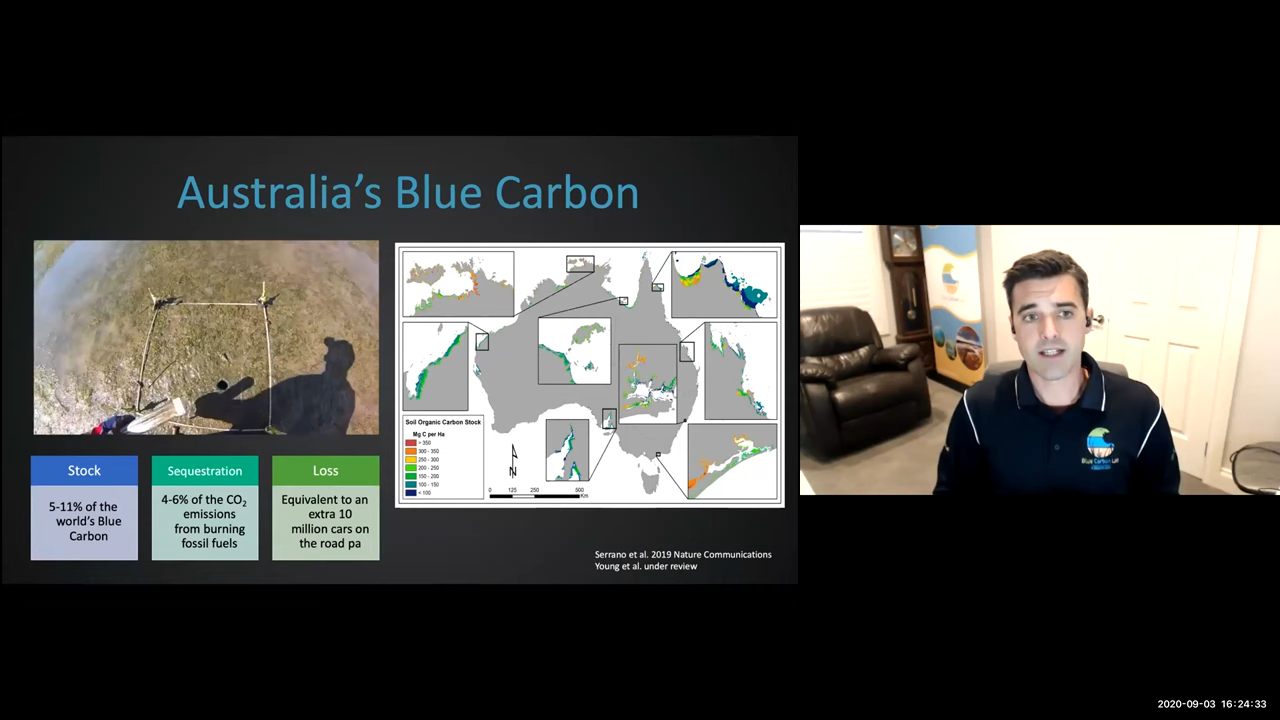 Australia's Blue Carbon
Stock
5-11% of the
world's Blue
Carbon
Sequestration
4-6% of the CO2
emissions
from burning
fossil fuels
Loss
Equivalent to an
extra 10
million cars on
the road pa
Soil Organic Carbon Stock
Mg C per Ha
> 350
300 - 350
250 - 300
200 - 250
150 - 200
100 - 150
< 100
N
0 125 250 500
Km
Serrano et al. 2019 Nature Communications
Young et al. under review
Blue Carbon Lab
2020-09-03 16:24:33